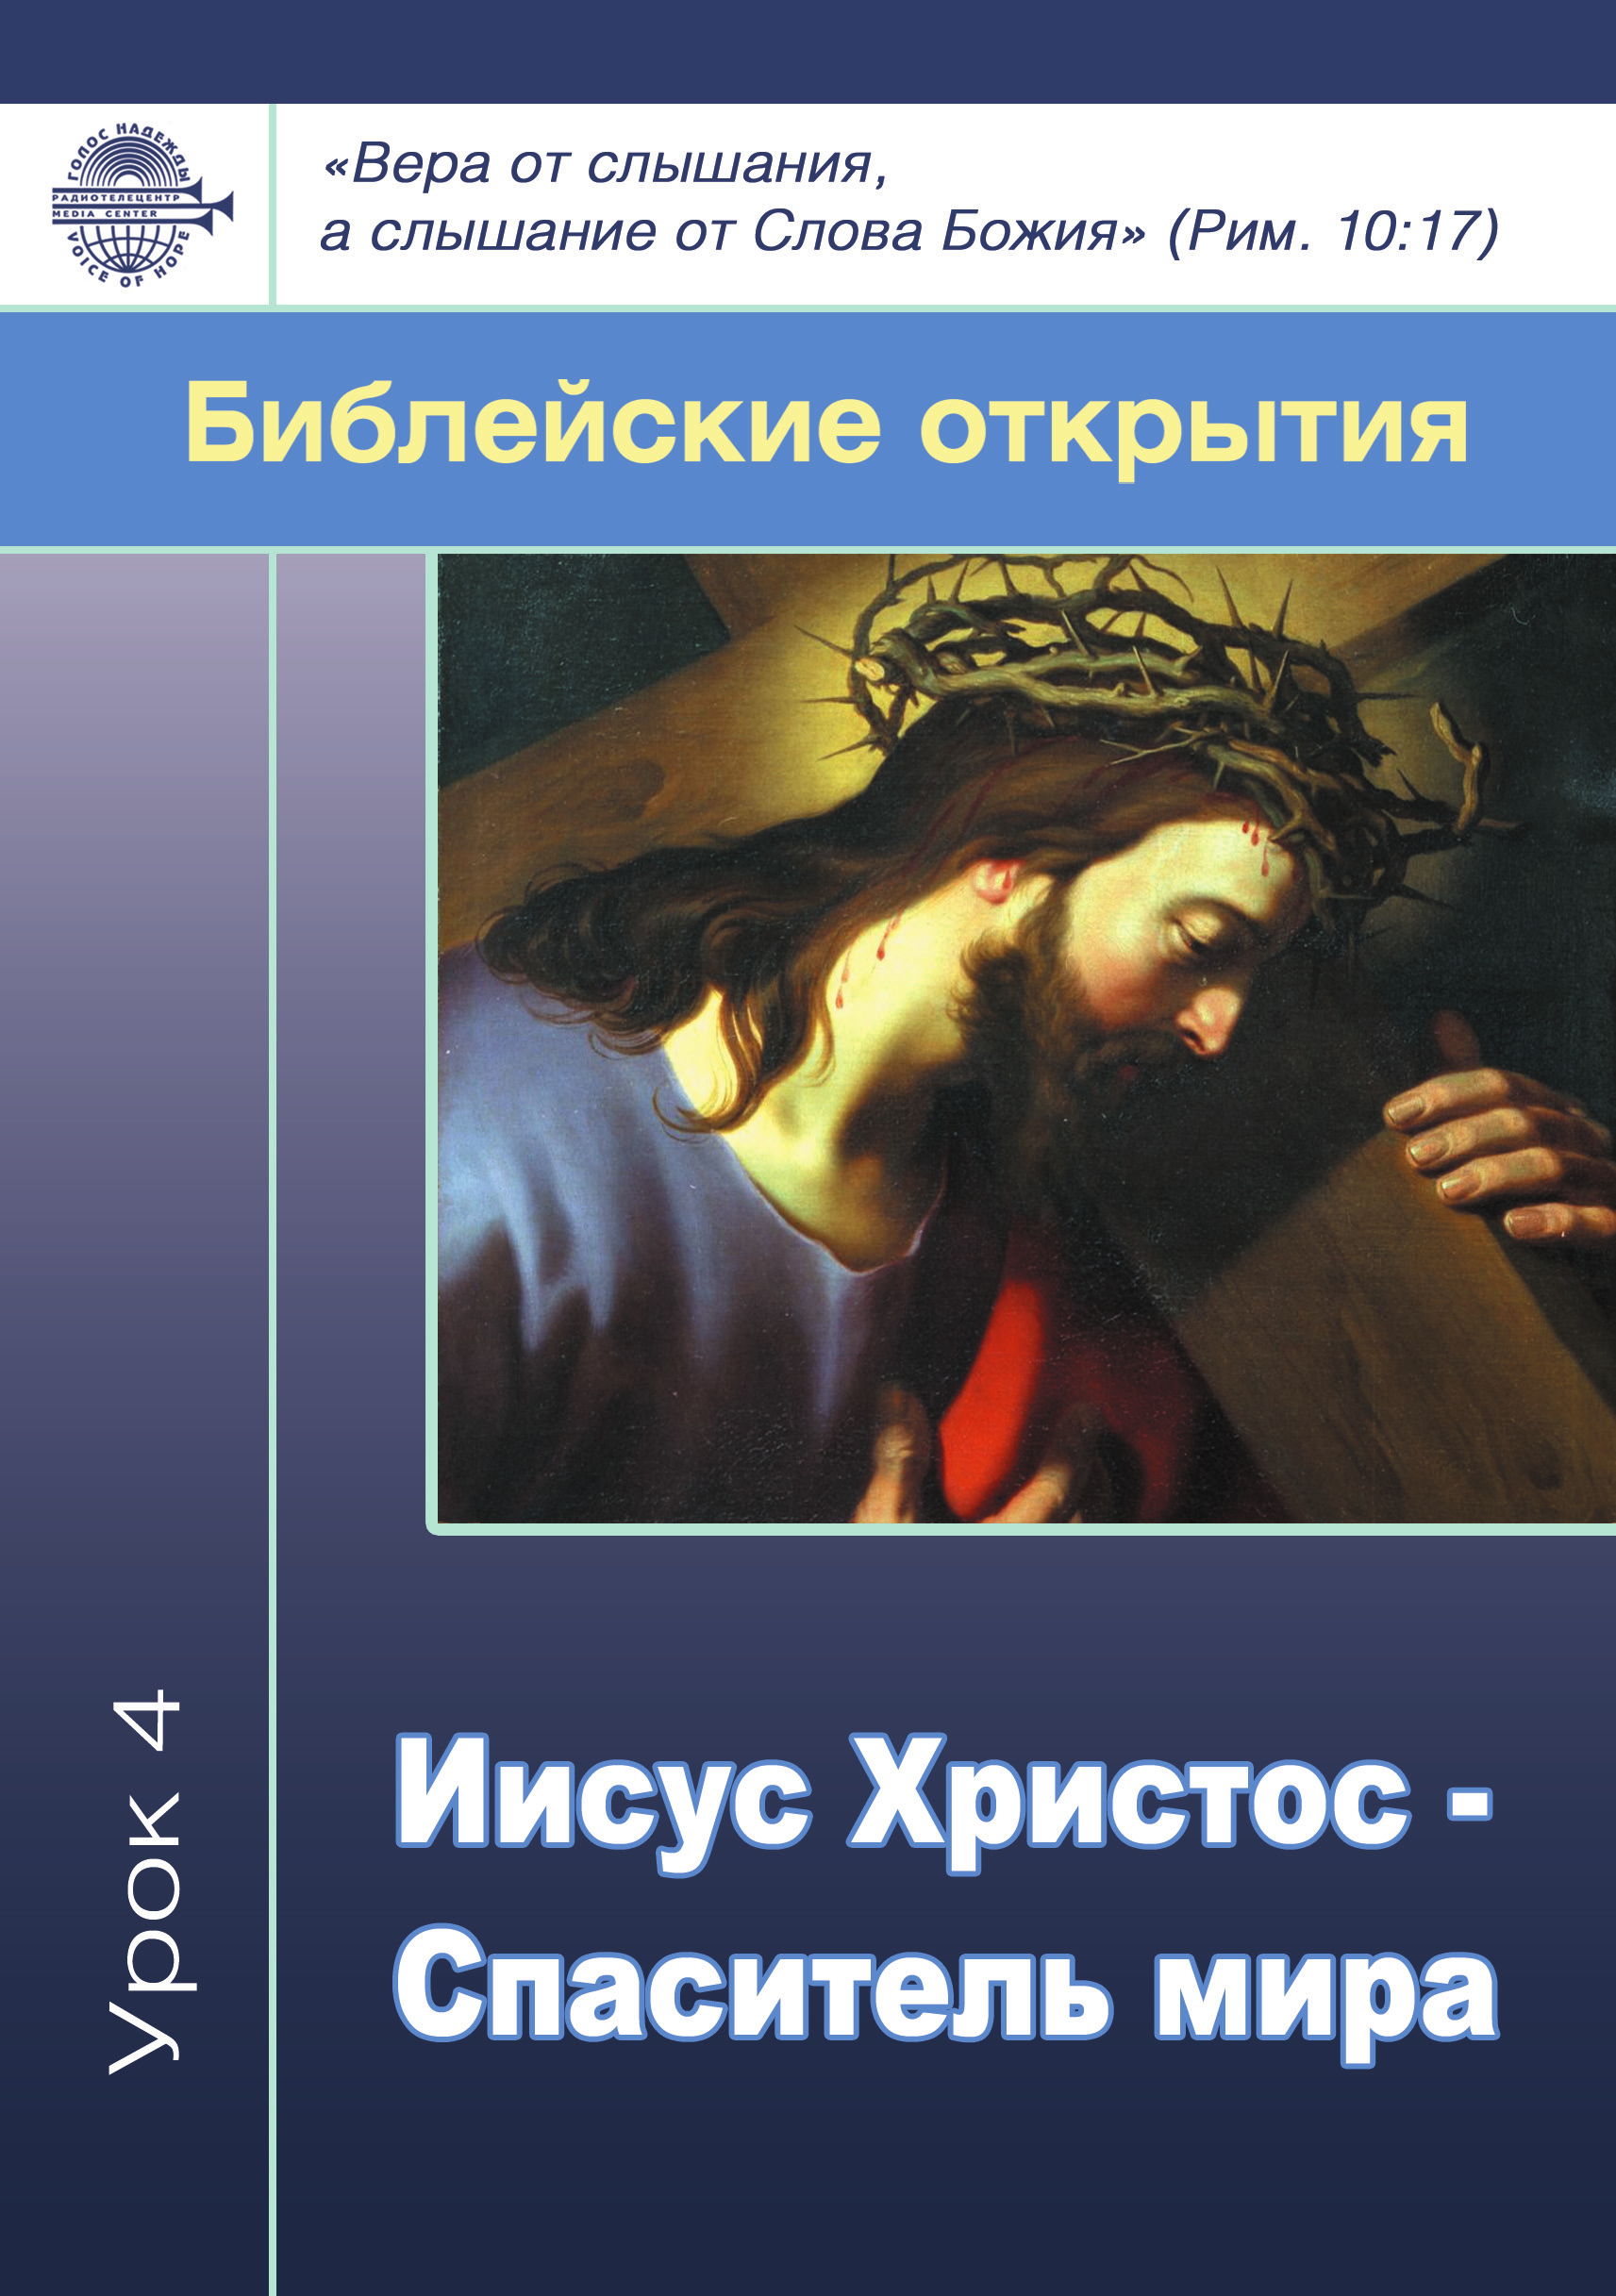 ГОЛОС НАДЕЖДЫ
РАДИОТЕЛЕЦЕНТР
MEDIA CENTER
VOICE OF HOPE
«Вера от слышания,
а слышание от Слова Божия» (Рим. 10:17)
Библейские открытия
Урок 4
Иисус Христос -
Спаситель мира